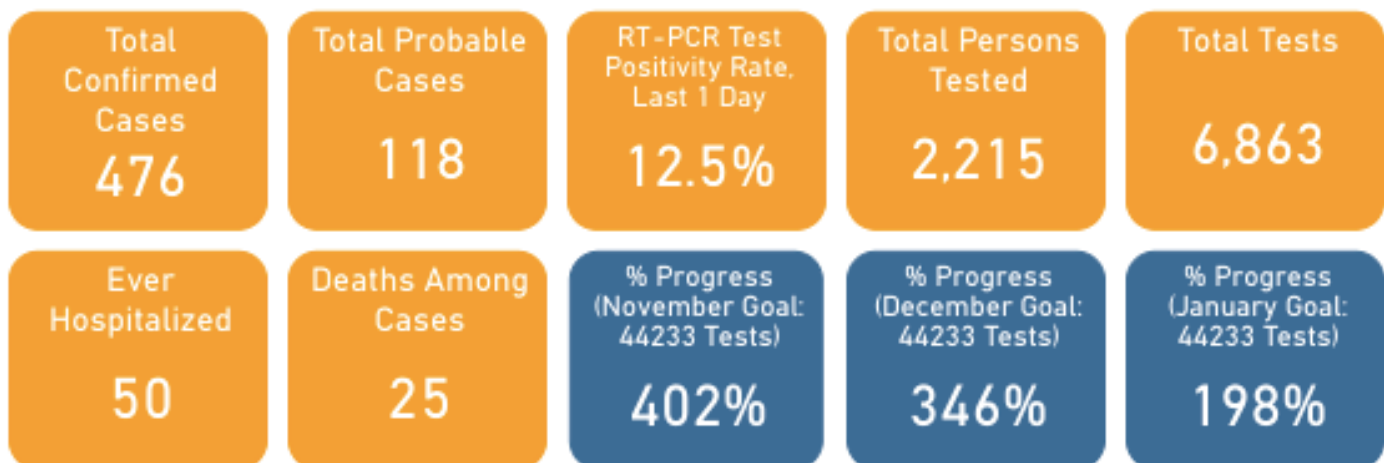 Total
Confirmed
Cases
476
Total Probable
Cases
118
RT-PCR Test
Positivity Rate,
Last 1 Day
12.5%
Total Persons
Tested
2,215
Total Tests
6,863
Ever
Hospitalized
50
Deaths Among
Cases
25
% Progress
(November Goal:
44233 Tests)
402%
% Progress
(December Goal:
44233 Tests)
346%
% Progress
(January Goal:
44233 Tests)
198%